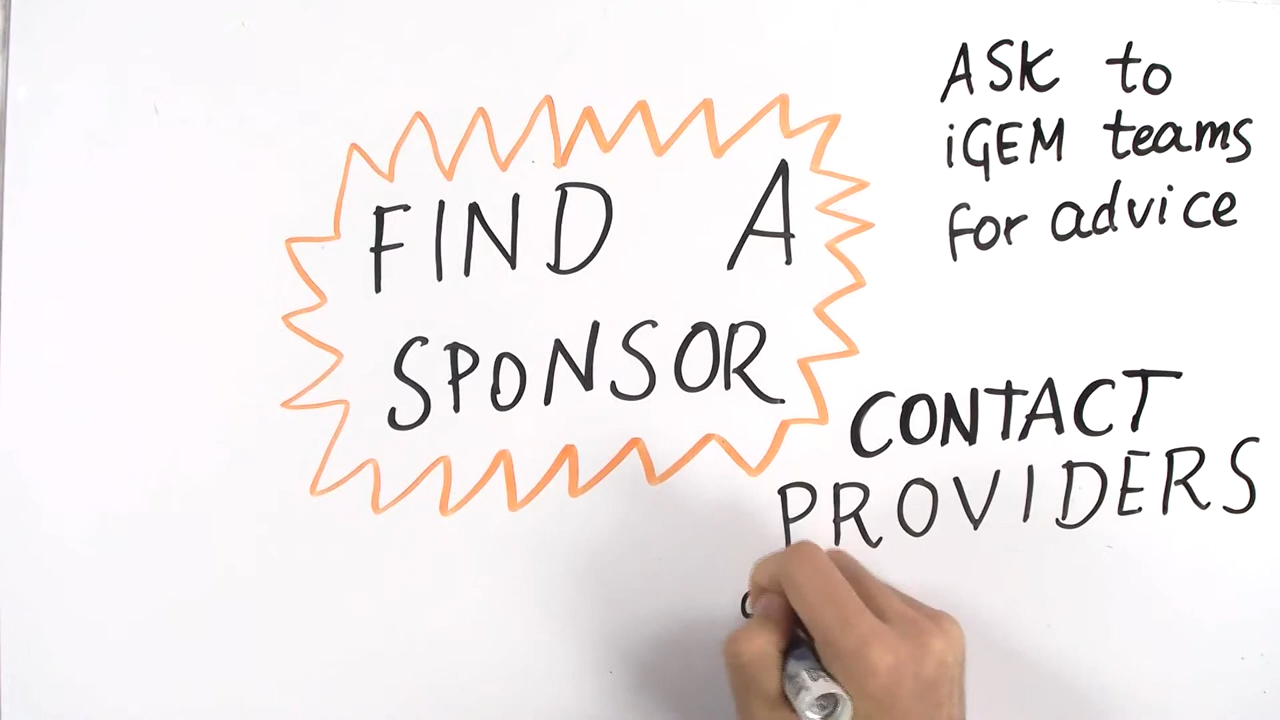 FIND A
SPONSOR
ASK to
iGEM teams
for advice
CONTACT
PROVIDERS